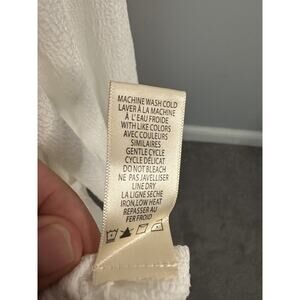 MACHINE WASH COLD
LAVER À LA MACHINE
À L'EAU FROIDE
WITH LIKE COLORS
AVEC COULEURS
SIMILAIRES
GENTLE CYCLE
CYCLE DÉLICAT
DO NOT BLEACH
NE PAS JAVELLISER
LINE DRY
LA LIGNE SÈCHE
IRON, LOW HEAT
REPASSER AU
FER FROID